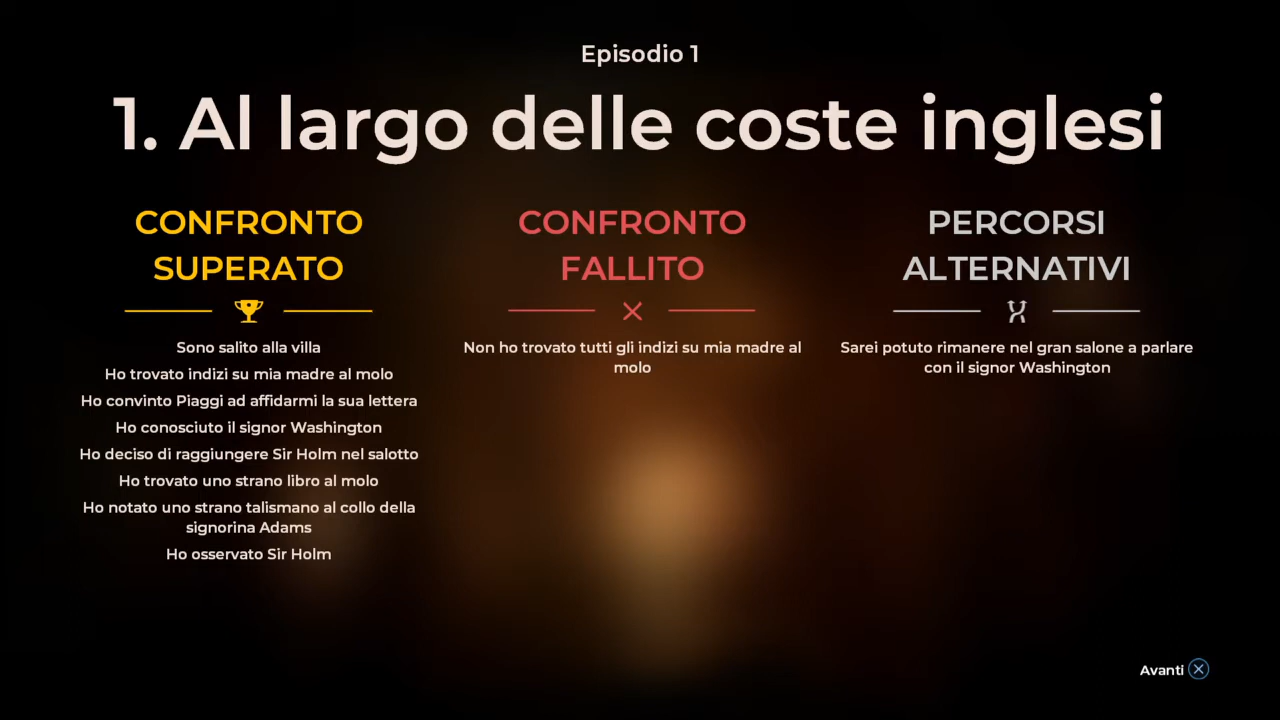 Episodio 1
1. Al largo delle coste inglesi
CONFRONTO
SUPERATO
Sono salito alla villa
Ho trovato indizi su mia madre al molo
Ho convinto Piaggi ad affidarmi la sua lettera
Ho conosciuto il signor Washington
Ho deciso di raggiungere Sir Holm nel salotto
Ho trovato uno strano libro al molo
Ho notato uno strano talismano al collo della
signorina Adams
Ho osservato Sir Holm
CONFRONTO
FALLITO
Non ho trovato tutti gli indizi su mia madre al
molo
PERCORSI
ALTERNATIVI
Sarei potuto rimanere nel gran salone a parlare
con il signor Washington
Avanti